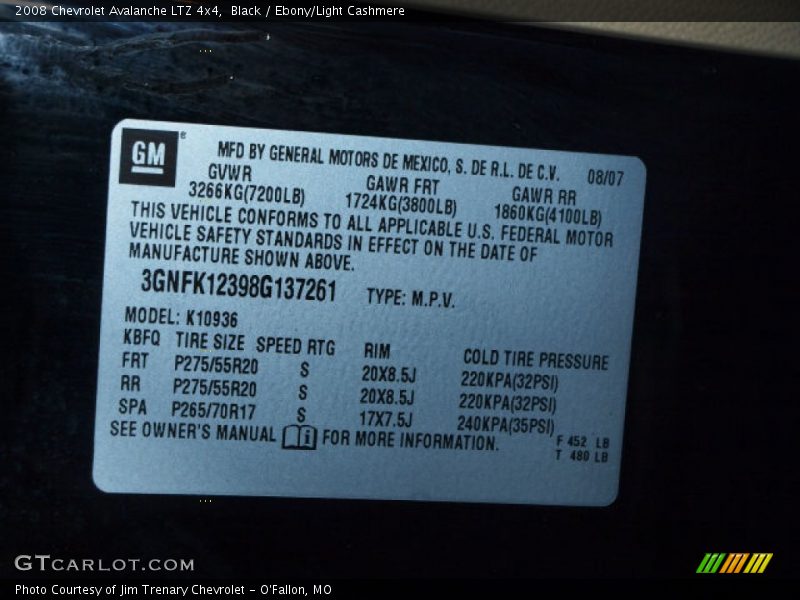 2008 Chevrolet Avalanche LTZ 4x4, Black / Ebony/Light Cashmere
GM®
MFD BY GENERAL MOTORS DE MEXICO, S. DE R.L. DE C.V. 08/07
GVWR GAWR FRT GAWR RR
3266KG(7200LB) 1724KG(3800LB) 1860KG(4100LB)
THIS VEHICLE CONFORMS TO ALL APPLICABLE U.S. FEDERAL MOTOR
VEHICLE SAFETY STANDARDS IN EFFECT ON THE DATE OF
MANUFACTURE SHOWN ABOVE.
3GNFK12398G137261 TYPE: M.P.V.
MODEL: K10936
KBFQ TIRE SIZE SPEED RTG RIM COLD TIRE PRESSURE
FRT P275/55R20 S 20X8.5J 220KPA(32PSI)
RR P275/55R20 S 20X8.5J 220KPA(32PSI)
SPA P265/70R17 S 17X7.5J 240KPA(35PSI)
SEE OWNER'S MANUAL i FOR MORE INFORMATION.
F 452 LB
T 480 LB
GTCARLOT.COM
Photo Courtesy of Jim Trenary Chevrolet - O'Fallon, MO